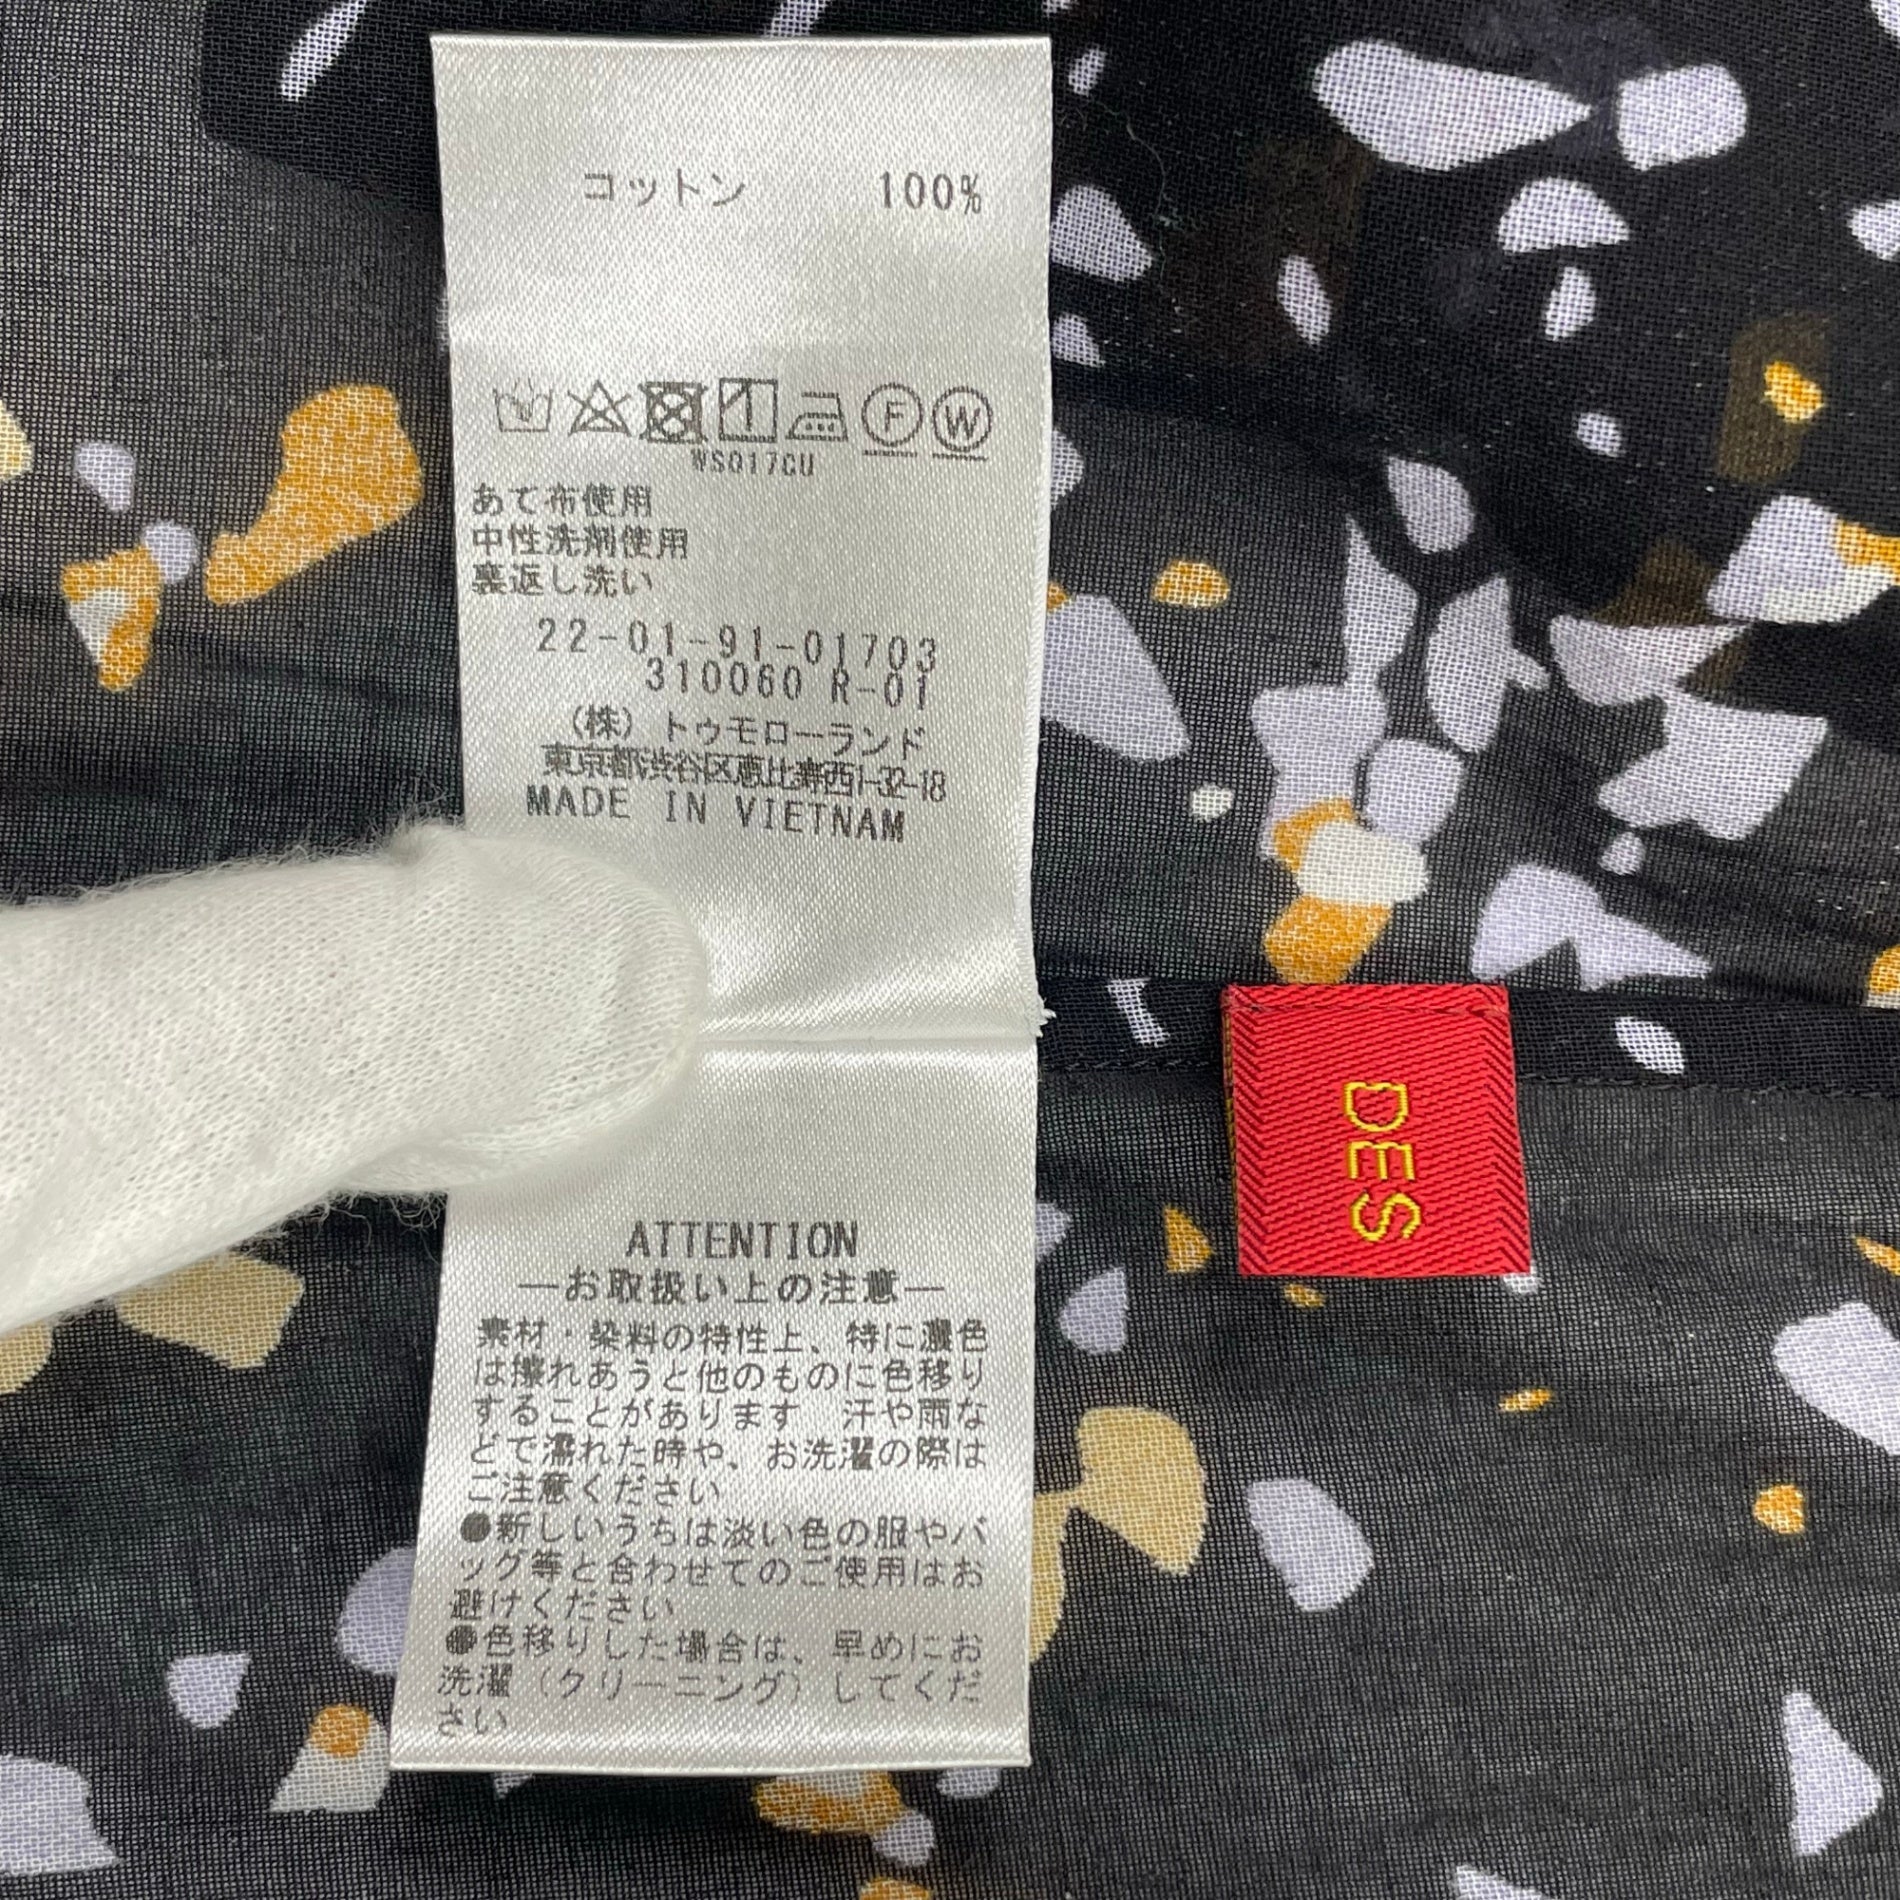 コットン 100%
F W
WS017CU
あて布使用
中性洗剤使用
裏返し洗い
22-01-91-01703
310060 R-01
(株) トゥモローランド
東京都渋谷区恵比寿西1-32-18
MADE IN VIETNAM
ATTENTION
―お取扱い上の注意―
素材・染料の特性上、特に濃色
は擦れあうと他のものに色移り
することがあります 汗や雨な
どで濡れた時や、お洗濯の際は
ご注意ください
●新しいうちは淡い色の服やバ
ッグ等と合わせてのご使用はお
避けください
●色移りした場合は、早めにお
洗濯(クリーニング)してくだ
さい
DES